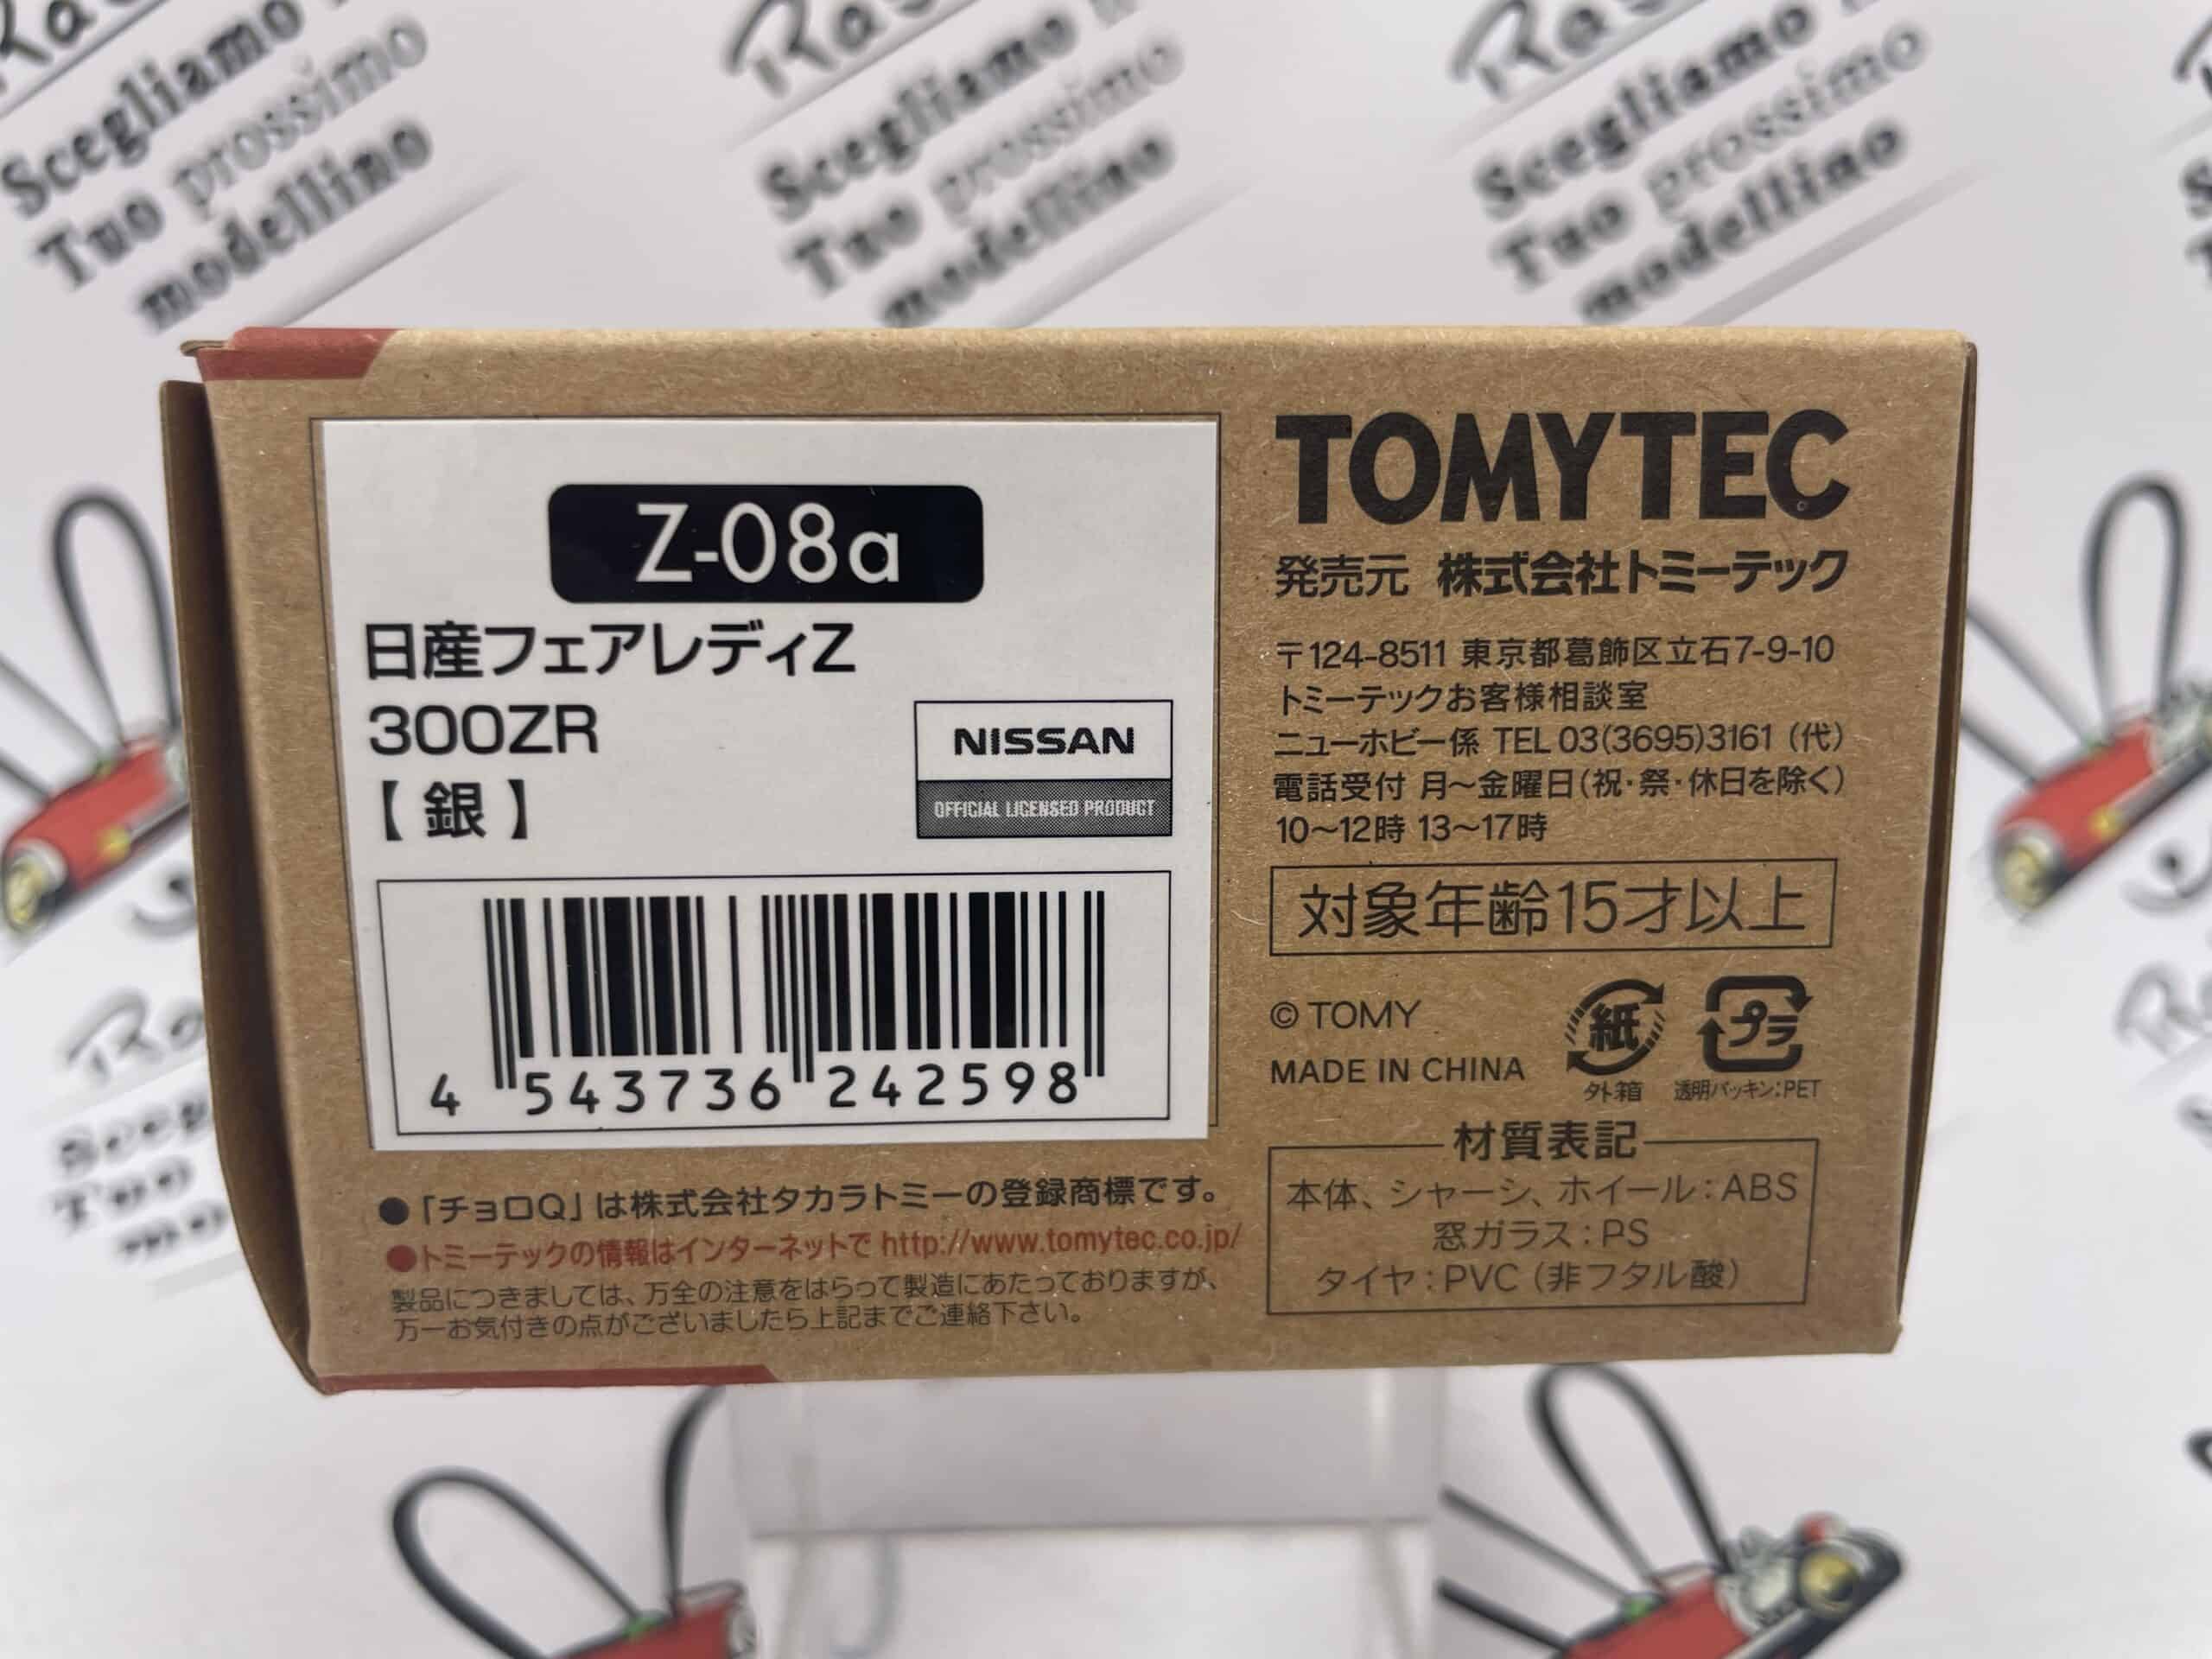 Scegliamo
Tuo prossimo
modellino
Scegliamo
Tuo prossimo
modellino
Scegliamo
Tuo prossimo
modellino
Z-08a
日産フェアレディZ
300ZR
【 銀 】
NISSAN
OFFICIAL LICENSED PRODUCT
4 543736 242598
●「チョロQ」は株式会社タカラトミーの登録商標です。
●トミーテックの情報はインターネットで http://www.tomytec.co.jp/
製品につきましては、万全の注意をはらって製造にあたっておりますが、
万一お気付きの点がございましたら上記までご連絡下さい。
TOMYTEC
発売元 株式会社トミーテック
〒124-8511 東京都葛飾区立石7-9-10
トミーテックお客様相談室
ニューホビー係 TEL 03(3695)3161 (代)
電話受付 月〜金曜日(祝・祭・休日を除く)
10〜12時 13〜17時
対象年齢15才以上
© TOMY
MADE IN CHINA
紙
外箱
プラ
透明パッキン:PET
材質表記
本体、シャーシ、ホイール:ABS
窓ガラス:PS
タイヤ:PVC (非フタル酸)